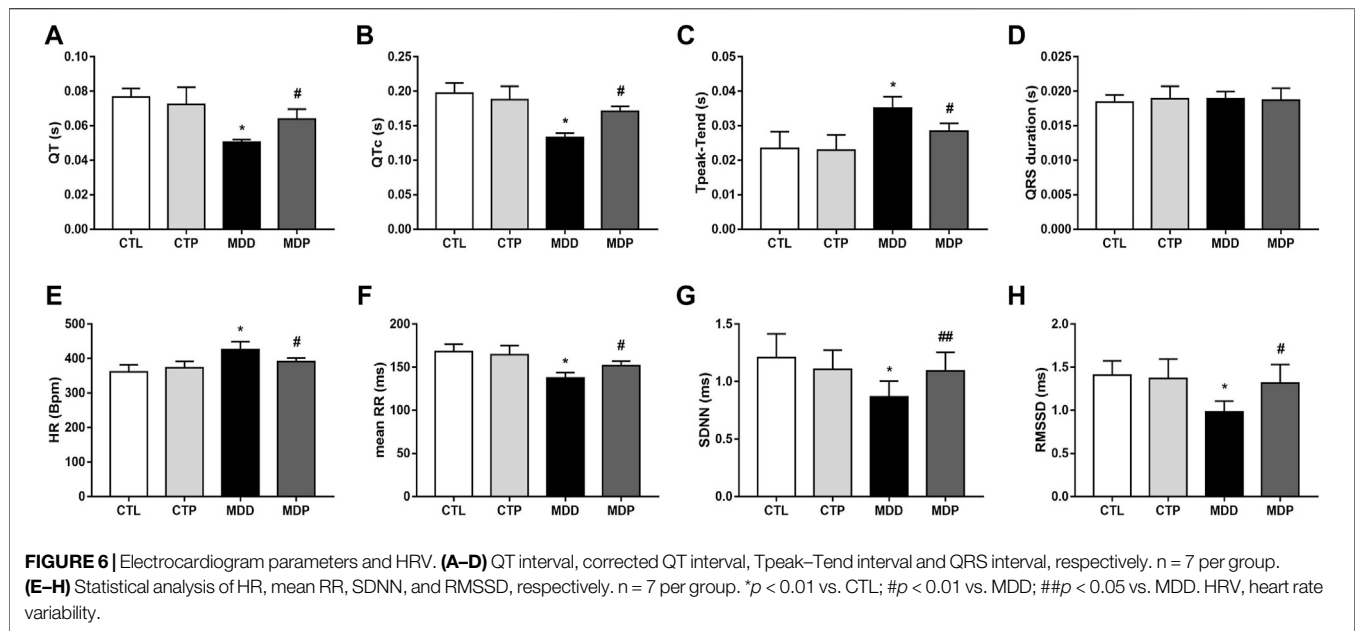 A
QT (s)
0.10
0.08
0.06
0.04
0.02
0.00
*
#
CTL CTP MDD MDP
B
QTc (s)
0.25
0.20
0.15
0.10
0.05
0.00
*
#
CTL CTP MDD MDP
C
Tpeak-Tend (s)
0.05
0.04
0.03
0.02
0.01
0.00
*
#
CTL CTP MDD MDP
D
QRS duration (s)
0.025
0.020
0.015
0.010
0.005
0.000
CTL CTP MDD MDP
E
HR (Bpm)
500
400
300
200
100
0
*
#
CTL CTP MDD MDP
F
mean RR (ms)
200
150
100
50
0
*
#
CTL CTP MDD MDP
G
SDNN (ms)
1.5
1.0
0.5
0.0
*
##
CTL CTP MDD MDP
H
RMSSD (ms)
2.0
1.5
1.0
0.5
0.0
*
#
CTL CTP MDD MDP
FIGURE 6 | Electrocardiogram parameters and HRV. (A–D) QT interval, corrected QT interval, Tpeak–Tend interval and QRS interval, respectively. n = 7 per group.
(E–H) Statistical analysis of HR, mean RR, SDNN, and RMSSD, respectively. n = 7 per group. *p < 0.01 vs. CTL; #p < 0.01 vs. MDD; ##p < 0.05 vs. MDD. HRV, heart rate
variability.